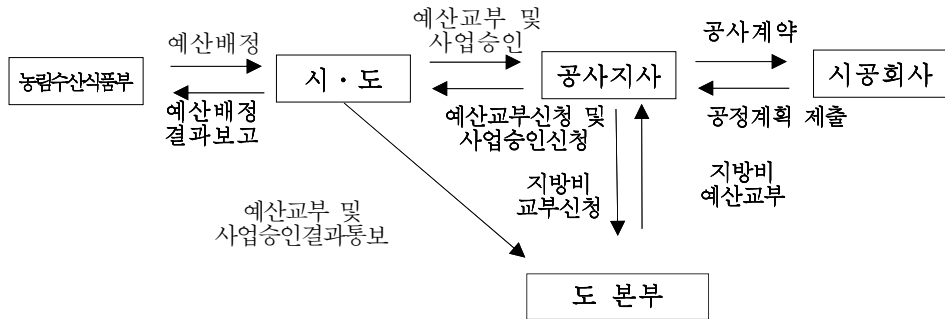 예산배정
예산교부 및
사업승인
공사계약
농림수산식품부
시 · 도
공사지사
시공회사
예산배정
결과보고
예산교부신청 및
사업승인신청
공정계획 제출
지방비
교부신청
지방비
예산교부
예산교부 및
사업승인결과통보
도 본부